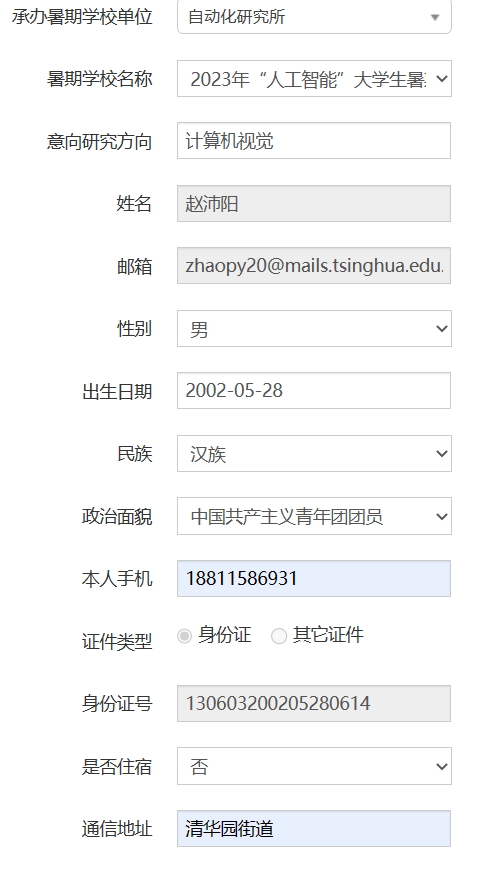 承办暑期学校单位 自动化研究所
暑期学校名称 2023年“人工智能”大学生暑
意向研究方向 计算机视觉
姓名 赵沛阳
邮箱 zhaopy20@mails.tsinghua.edu.
性别 男
出生日期 2002-05-28
民族 汉族
政治面貌 中国共产主义青年团团员
本人手机 18811586931
证件类型 身份证 其它证件
身份证号 130603200205280614
是否住宿 否
通信地址 清华园街道